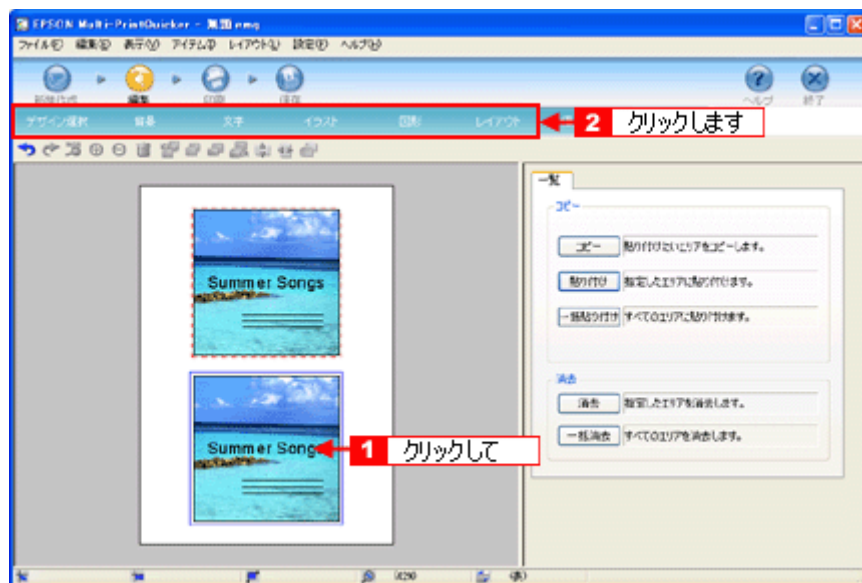 EPSON Multi-PrintQuicker - 無題.emq
ファイル(F) 編集(E) 表示(V) アイテム(I) レイアウト(L) 設定(O) ヘルプ(H)
新規作成 編集 印刷 保存 ヘルプ 終了
デザイン選択 背景 文字 イラスト 図形 レイアウト
2 クリックします
一覧
コピー
コピー 貼り付けたいエリアをコピーします。
貼り付け 指定したエリアに貼り付けます。
一括貼り付け すべてのエリアに貼り付けます。
消去
消去 指定したエリアを消去します。
一括消去 すべてのエリアを消去します。
Summer Songs
Summer Songs
1 クリックして